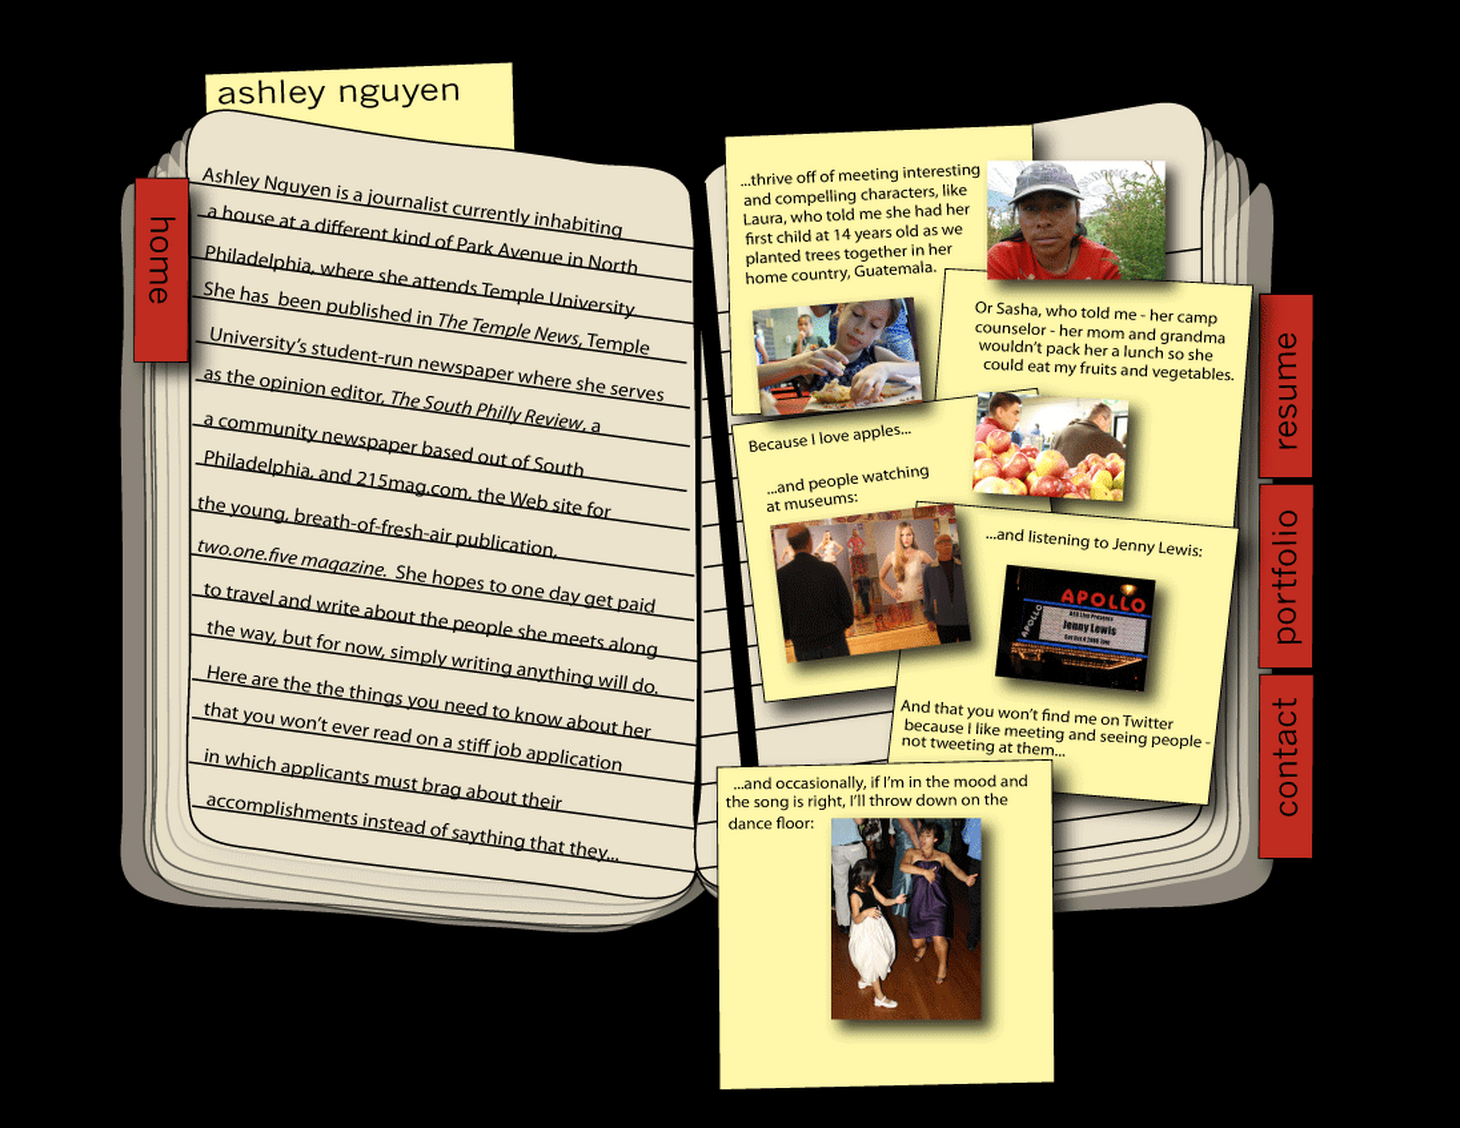 ashley nguyen
home
Ashley Nguyen is a journalist currently inhabiting
a house at a different kind of Park Avenue in North
Philadelphia, where she attends Temple University
She has been published in The Temple News, Temple
University's student-run newspaper where she serves
as the opinion editor, The South Philly Review, a
a community newspaper based out of South
Philadelphia, and 215mag.com, the Web site for
the young, breath-of-fresh-air publication,
two.one.five magazine. She hopes to one day get paid
to travel and write about the people she meets along
the way, but for now, simply writing anything will do.
Here are the the things you need to know about her
that you won't ever read on a stiff job application
in which applicants must brag about their
accomplishments instead of saything that they...
...thrive off of meeting interesting
and compelling characters, like
Laura, who told me she had her
first child at 14 years old as we
planted trees together in her
home country, Guatemala.
Or Sasha, who told me - her camp
counselor - her mom and grandma
wouldn't pack her a lunch so she
could eat my fruits and vegetables.
Because I love apples...
...and people watching
at museums:
...and listening to Jenny Lewis:
APOLLO
APOLLO
Jenny Lewis
And that you won't find me on Twitter
because I like meeting and seeing people -
not tweeting at them...
...and occasionally, if I'm in the mood and
the song is right, I'll throw down on the
dance floor:
resume
portfolio
contact